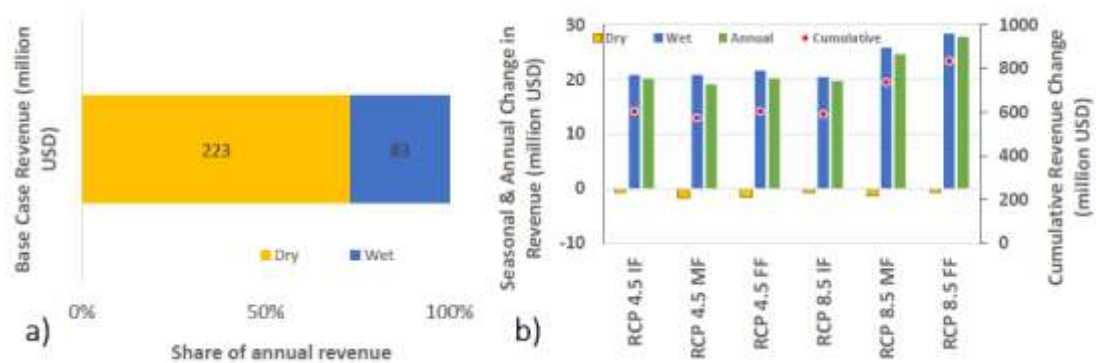 Base Case Revenue (million
USD)
223
83
Dry
Wet
0%
50%
100%
Share of annual revenue
a)
Seasonal & Annual Change in
Revenue (million USD)
30
20
10
0
-10
Dry
Wet
Annual
Cumulative
1000
800
600
400
200
0
Cumulative Revenue Change
(million USD)
RCP 4.5 IF
RCP 4.5 MF
RCP 4.5 FF
RCP 8.5 IF
RCP 8.5 MF
RCP 8.5 FF
b)